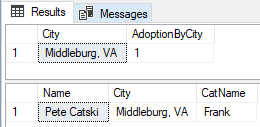 Results Messages
City AdoptionByCity
1 Middleburg, VA 1
Name City CatName
1 Pete Catski Middleburg, VA Frank